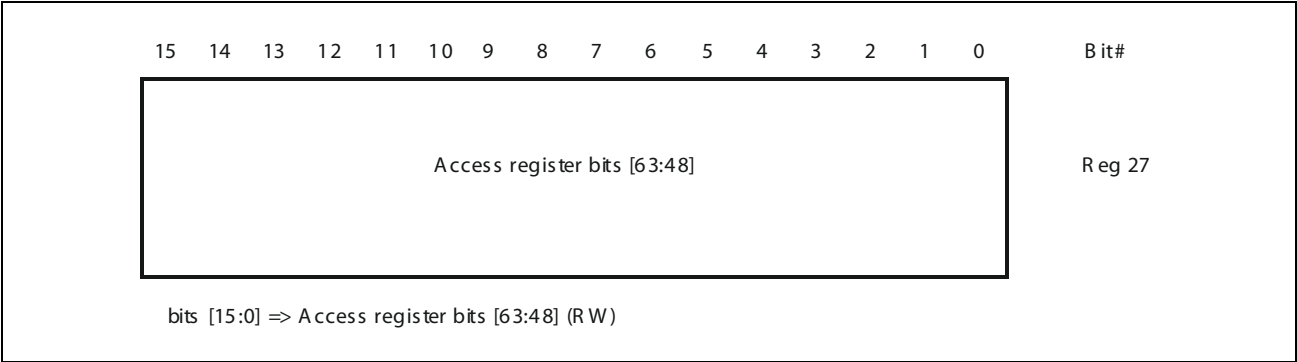 15 14 13 12 11 10 9 8 7 6 5 4 3 2 1 0 Bit#
Access register bits [63:48] Reg 27
bits [15:0] => Access register bits [63:48] (RW)